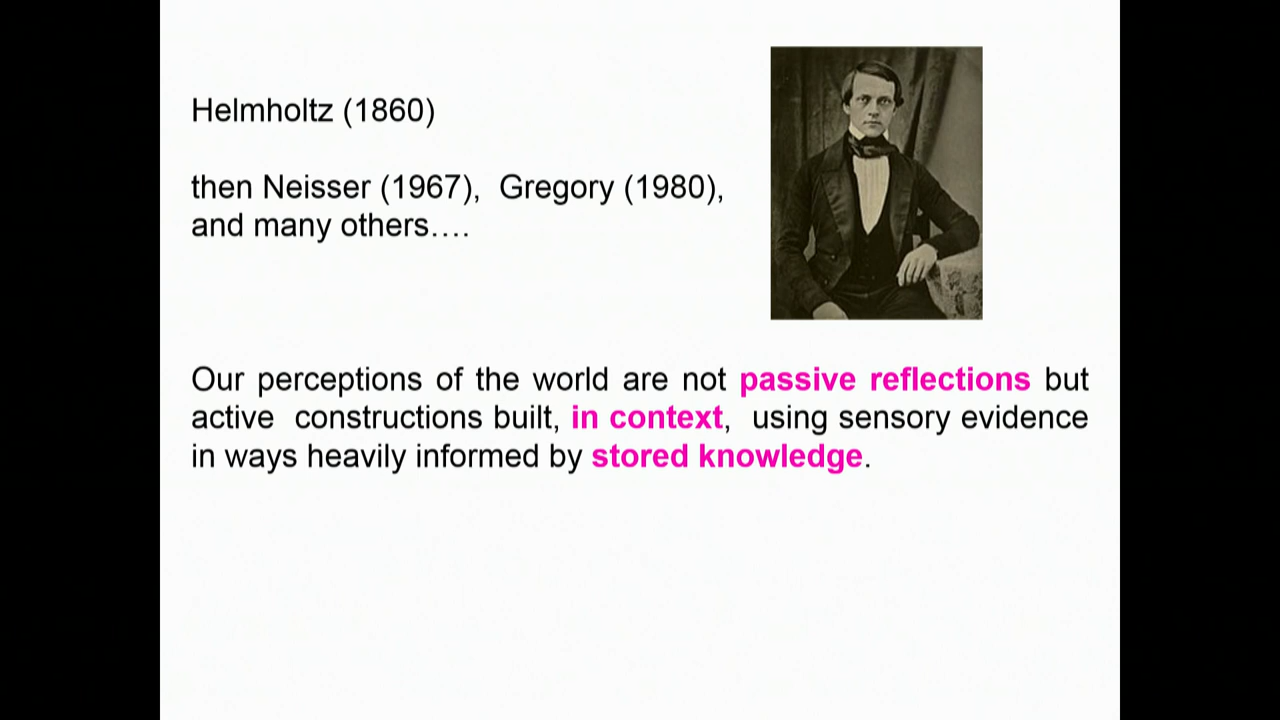 Helmholtz (1860)
then Neisser (1967), Gregory (1980),
and many others....
Our perceptions of the world are not passive reflections but
active constructions built, in context, using sensory evidence
in ways heavily informed by stored knowledge.